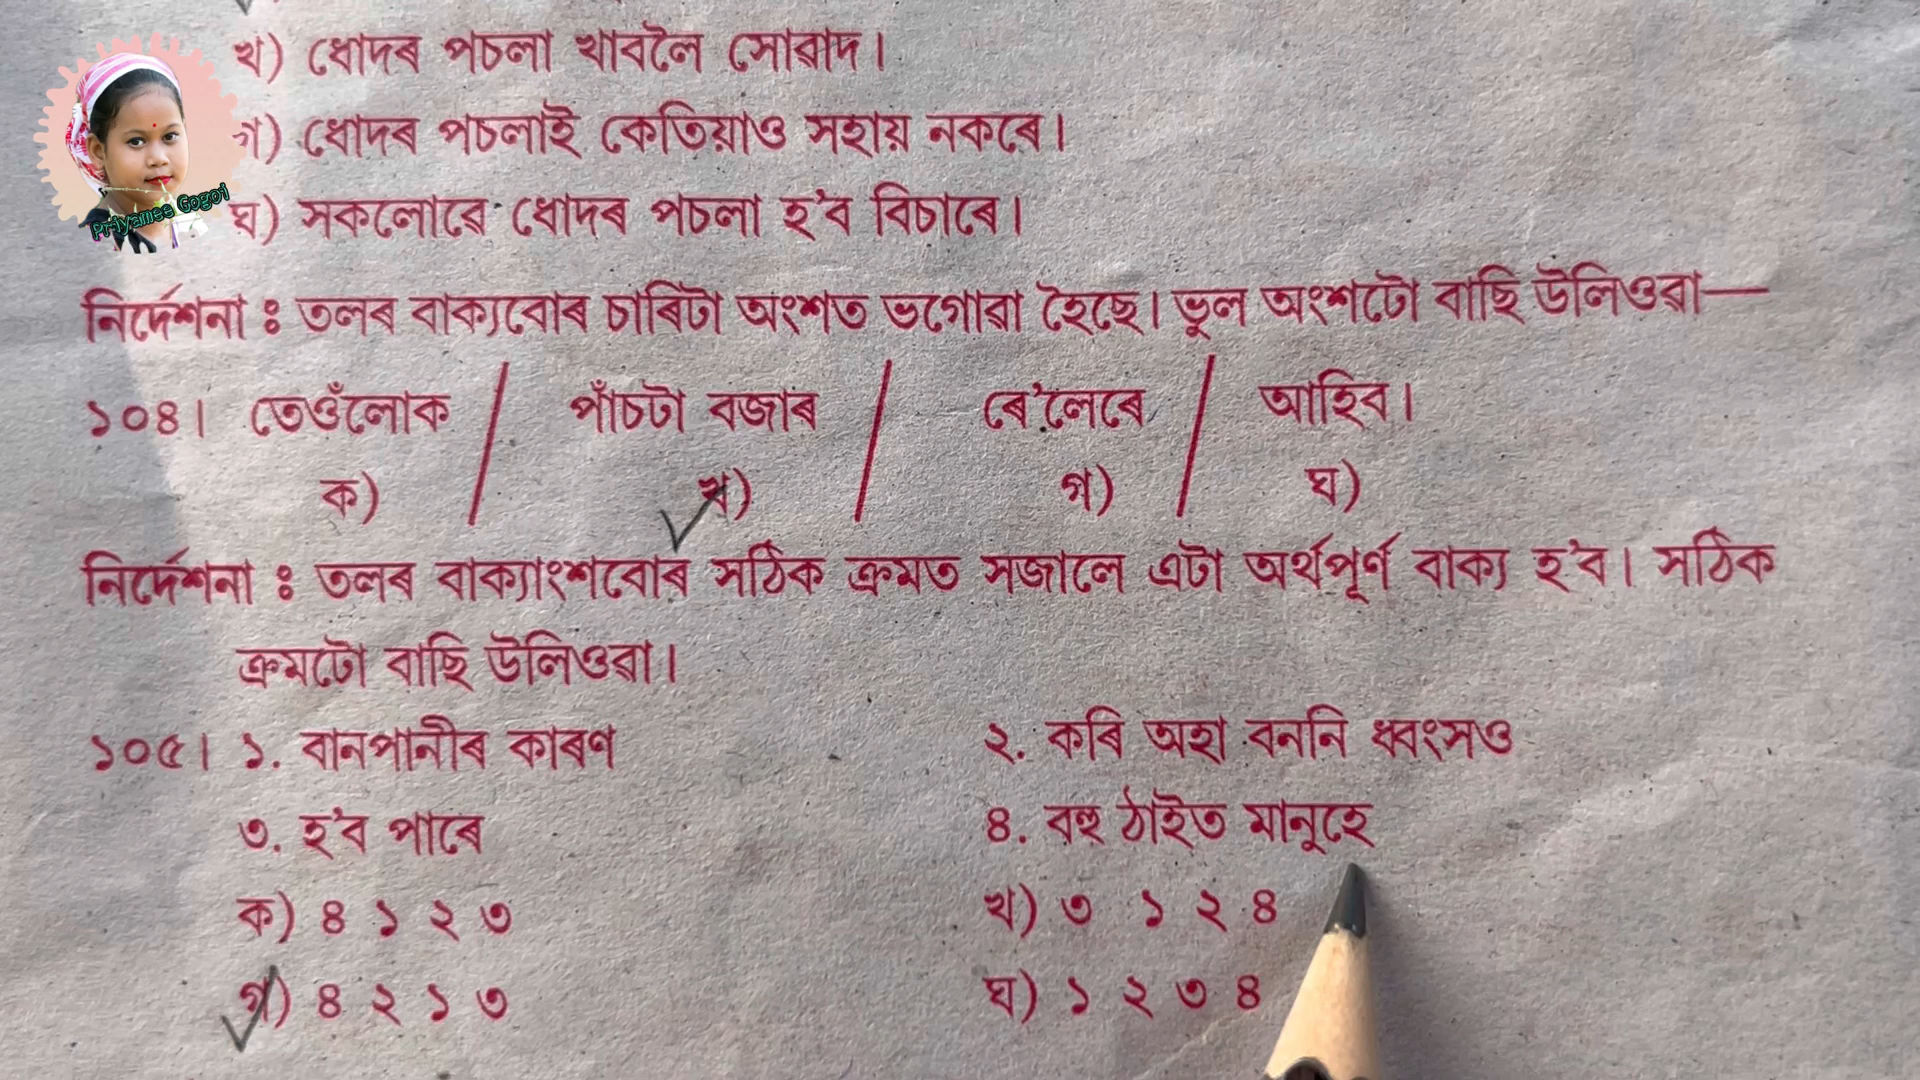 খ) ধোদৰ পচলা খাবলৈ সোৱাদ।
গ) ধোদৰ পচলাই কেতিয়াও সহায় নকৰে।
Priyamee Gogoi
ঘ) সকলোৱে ধোদৰ পচলা হ'ব বিচাৰে।
নিৰ্দেশনা ঃ তলৰ বাক্যবোৰ চাৰিটা অংশত ভগোৱা হৈছে। ভুল অংশটো বাছি উলিওৱা—
১০৪। তেওঁলোক / পাঁচটা বজাৰ / ৰে'লেৰে / আহিব।
ক) খ) গ) ঘ)
নিৰ্দেশনা ঃ তলৰ বাক্যাংশবোৰ সঠিক ক্ৰমত সজালে এটা অৰ্থপূৰ্ণ বাক্য হ'ব। সঠিক
ক্ৰমটো বাছি উলিওৱা।
১০৫। ১. বানপানীৰ কাৰণ ২. কৰি অহা বননি ধ্বংসও
৩. হ'ব পাৰে ৪. বহু ঠাইত মানুহে
ক) ৪ ১ ২ ৩ খ) ৩ ১ ২ ৪
গ) ৪ ২ ১ ৩ ঘ) ১ ২ ৩ ৪